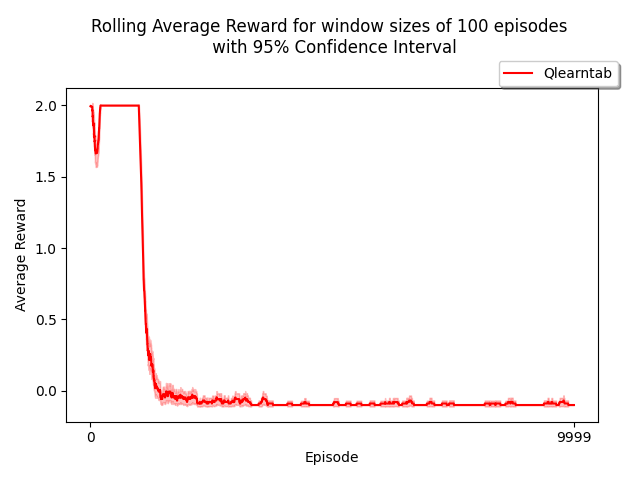 Rolling Average Reward for window sizes of 100 episodes
with 95% Confidence Interval
Qlearntab
2.0
1.5
1.0
0.5
0.0
Average Reward
0
9999
Episode